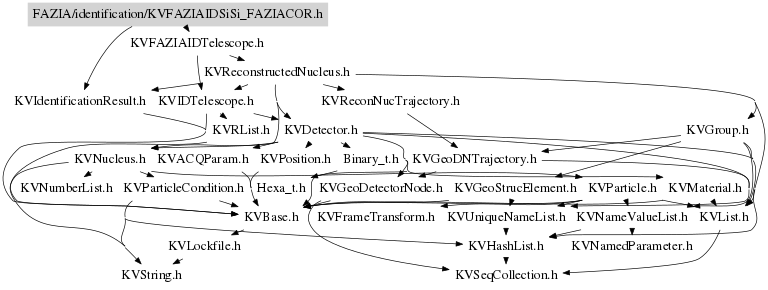 FAZIA/identification/KVFAZIAIDSiSi_FAZIACOR.h
KVFAZIAIDTelescope.h
KVReconstructedNucleus.h
KVIdentificationResult.h KVIDTelescope.h KVReconNucTrajectory.h
KVRList.h KVDetector.h KVGroup.h
KVNucleus.h KVACQParam.h KVPosition.h Binary_t.h KVGeoDNTrajectory.h
KVNumberList.h KVParticleCondition.h Hexa_t.h KVGeoDetectorNode.h KVGeoStrucElement.h KVParticle.h KVMaterial.h
KVBase.h KVFrameTransform.h KVUniqueNameList.h KVNameValueList.h KVList.h
KVLockfile.h KVHashList.h KVNamedParameter.h
KVString.h KVSeqCollection.h